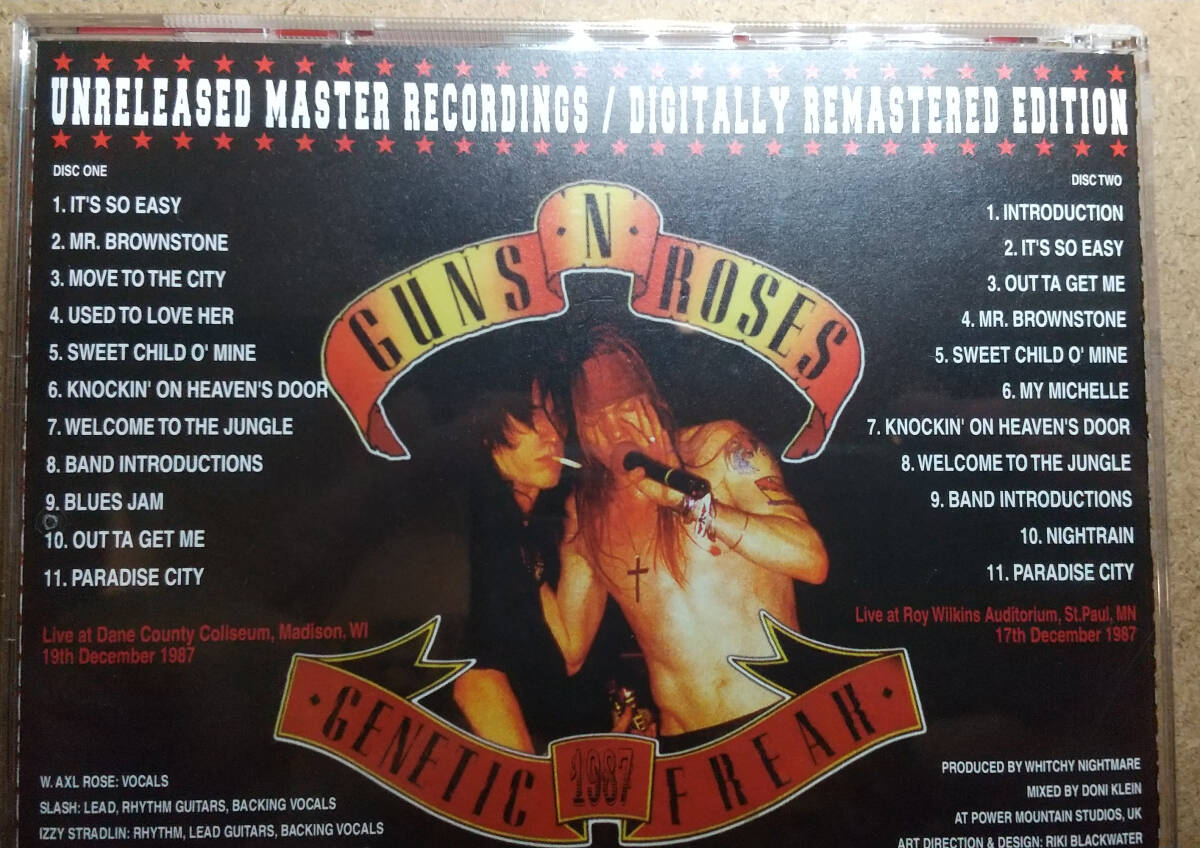 UNRELEASED MASTER RECORDINGS / DIGITALLY REMASTERED EDITION
DISC ONE
1. IT'S SO EASY
2. MR. BROWNSTONE
3. MOVE TO THE CITY
4. USED TO LOVE HER
5. SWEET CHILD O' MINE
6. KNOCKIN' ON HEAVEN'S DOOR
7. WELCOME TO THE JUNGLE
8. BAND INTRODUCTIONS
9. BLUES JAM
10. OUT TA GET ME
11. PARADISE CITY
Live at Dane County Coliseum, Madison, WI
19th December 1987
GUNS N ROSES
DISC TWO
1. INTRODUCTION
2. IT'S SO EASY
3. OUT TA GET ME
4. MR. BROWNSTONE
5. SWEET CHILD O' MINE
6. MY MICHELLE
7. KNOCKIN' ON HEAVEN'S DOOR
8. WELCOME TO THE JUNGLE
9. BAND INTRODUCTIONS
10. NIGHTRAIN
11. PARADISE CITY
Live at Roy Wilkins Auditorium, St.Paul, MN
17th December 1987
GENETIC 1987 FREAK
W. AXL ROSE: VOCALS
SLASH: LEAD, RHYTHM GUITARS, BACKING VOCALS
IZZY STRADLIN: RHYTHM, LEAD GUITARS, BACKING VOCALS
PRODUCED BY WHITCHY NIGHTMARE
MIXED BY DONI KLEIN
AT POWER MOUNTAIN STUDIOS, UK
ART DIRECTION & DESIGN: RIKI BLACKWATER